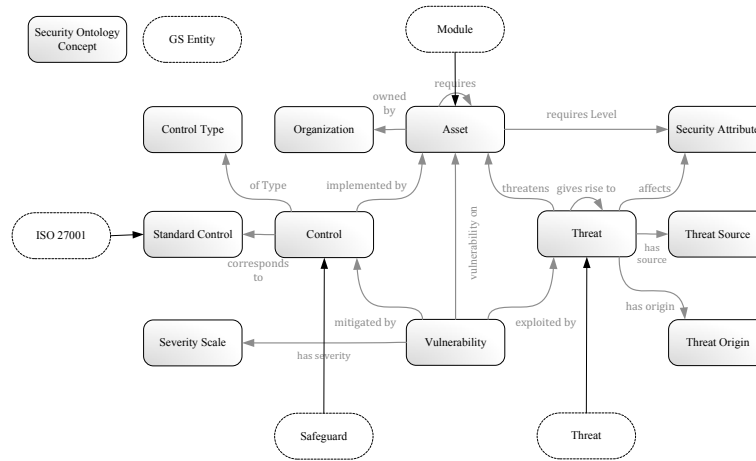 Module
Security Ontology
Concept
GS Entity
requires
owned
by
Control Type
Organization
Asset
requires Level
Security Attribute
of Type
implemented by
threatens
gives rise to
affects
vulnerability on
ISO 27001
Standard Control
Control
Threat
Threat Source
corresponds
to
has
source
mitigated by
exploited by
has origin
Severity Scale
has severity
Vulnerability
Threat Origin
Safeguard
Threat